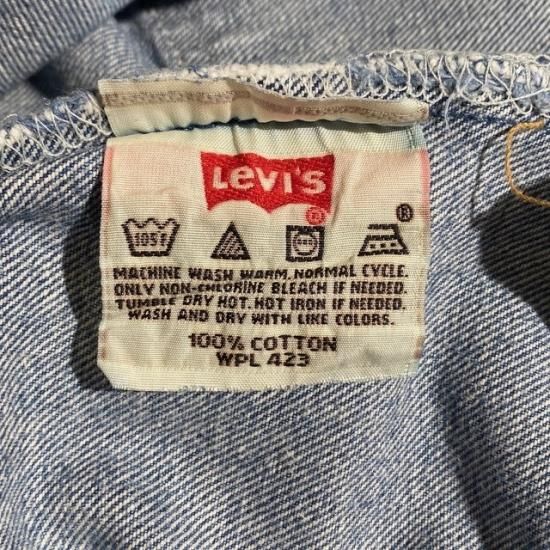 Levi's ®
®
105F
MACHINE WASH WARM, NORMAL CYCLE.
ONLY NON-CHLORINE BLEACH IF NEEDED.
TUMBLE DRY HOT. HOT IRON IF NEEDED.
WASH AND DRY WITH LIKE COLORS.
100% COTTON
WPL 423